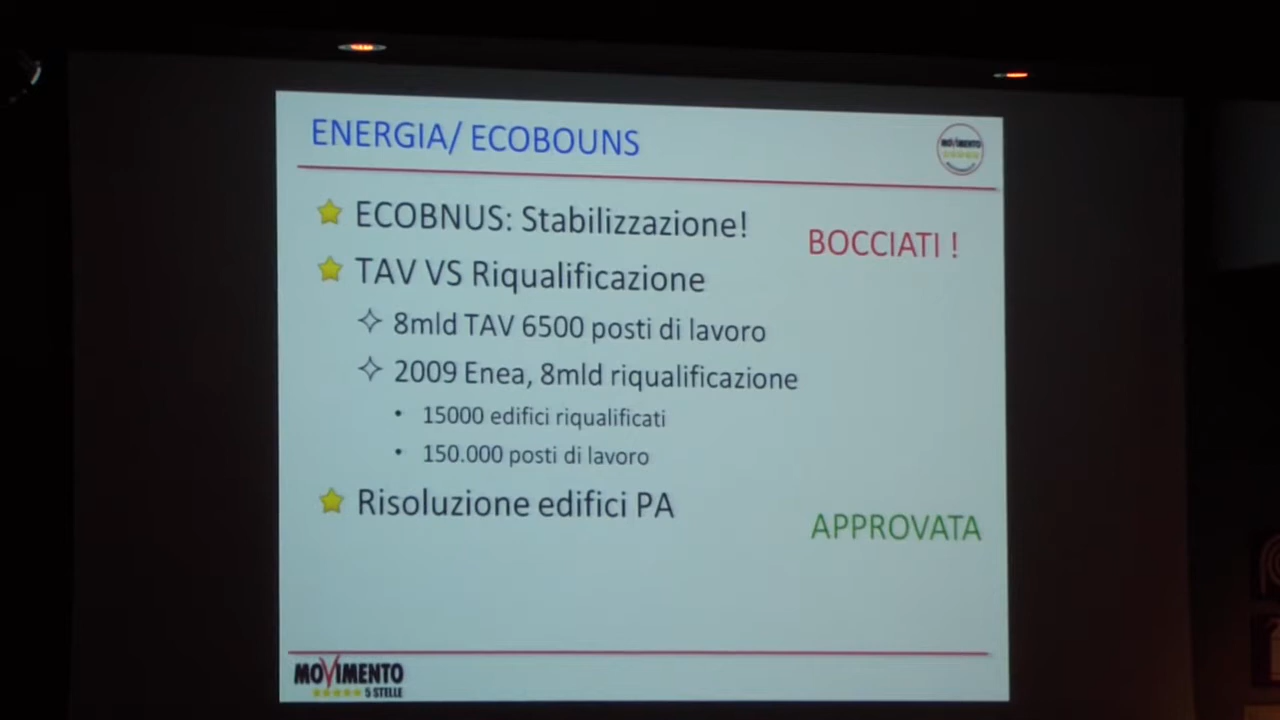 ENERGIA/ ECOBOUNS
MOVIMENTO
ECOBNUS: Stabilizzazione!
BOCCIATI !
TAV VS Riqualificazione
8mld TAV 6500 posti di lavoro
2009 Enea, 8mld riqualificazione
15000 edifici riqualificati
150.000 posti di lavoro
Risoluzione edifici PA
APPROVATA
MOVIMENTO
5 STELLE